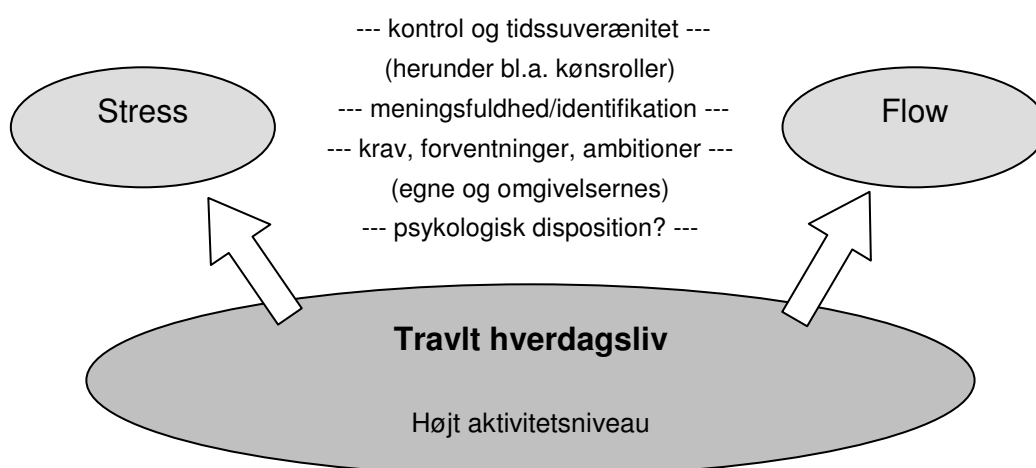 --- kontrol og tidssuverænitet ---
(herunder bl.a. kønsroller)
Stress
--- meningsfuldhed/identifikation ---
Flow
--- krav, forventninger, ambitioner ---
(egne og omgivelsernes)
--- psykologisk disposition? ---
Travlt hverdagsliv
Højt aktivitetsniveau